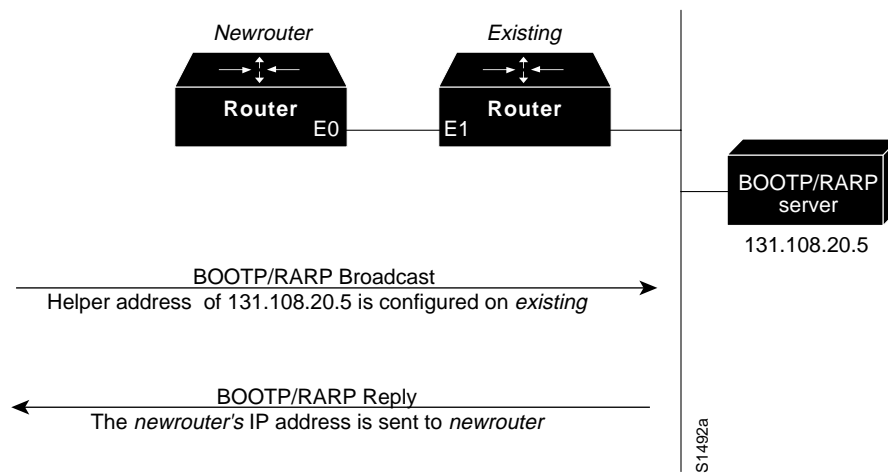 Newrouter
Existing
Router
Router
E0
E1
BOOTP/RARP
server
131.108.20.5
BOOTP/RARP Broadcast
Helper address of 131.108.20.5 is configured on existing
BOOTP/RARP Reply
The newrouter's IP address is sent to newrouter
S1492a